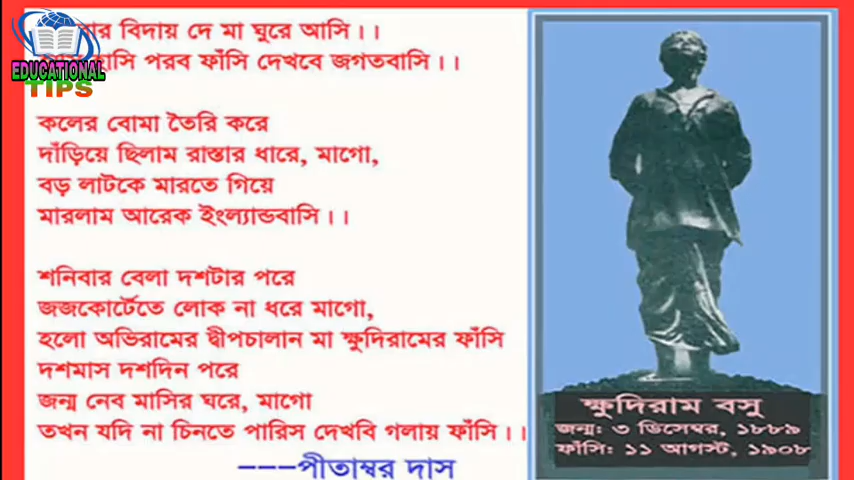 বিদায় দে মা ঘুরে আসি।।
হাসি পরব ফাঁসি দেখবে জগতবাসি।।
কলের বোমা তৈরি করে
দাঁড়িয়ে ছিলাম রাস্তার ধারে, মাগো,
বড় লাটকে মারতে গিয়ে
মারলাম আরেক ইংল্যান্ডবাসি।।
শনিবার বেলা দশটার পরে
জজকোর্টেতে লোক না ধরে মাগো,
হলো অভিরামের দ্বীপচালান মা ক্ষুদিরামের ফাঁসি
দশমাস দশদিন পরে
জন্ম নেব মাসির ঘরে, মাগো
তখন যদি না চিনতে পারিস দেখবি গলায় ফাঁসি।।
---পীতাম্বর দাস
EDUCATIONAL
TIPS
ক্ষুদিরাম বসু
জন্ম: ৩ ডিসেম্বর, ১৮৮৯
ফাঁসি: ১১ আগস্ট, ১৯০৮